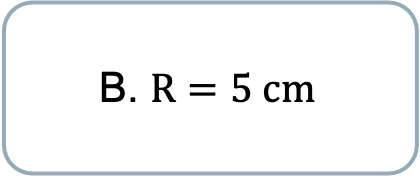 B. R = 5 cm